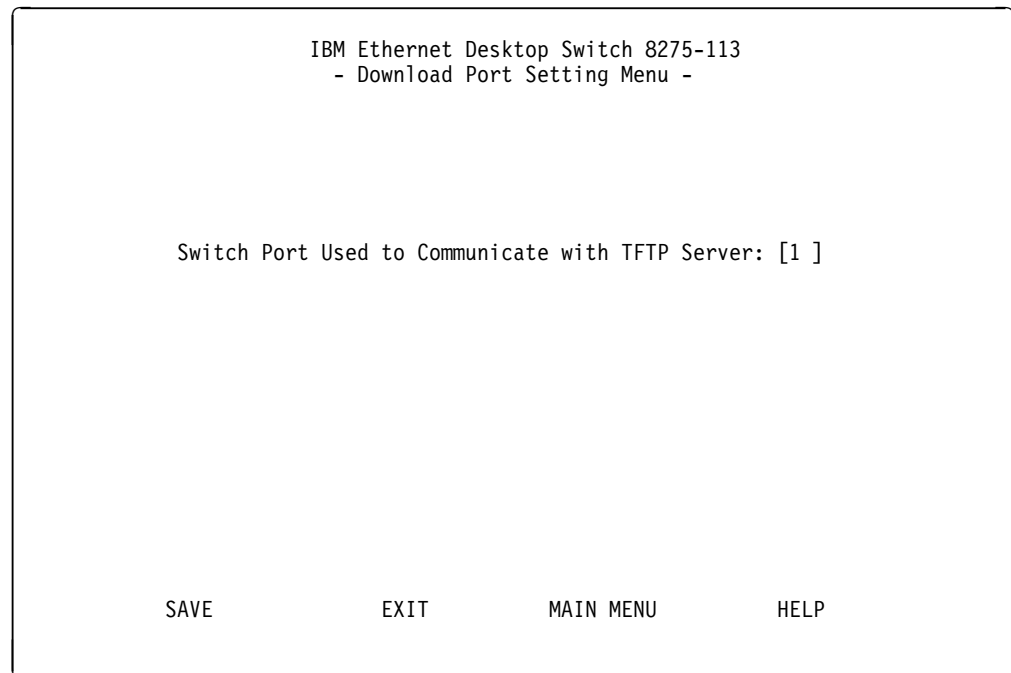 IBM Ethernet Desktop Switch 8275-113
- Download Port Setting Menu -
Switch Port Used to Communicate with TFTP Server: [1 ]
SAVE EXIT MAIN MENU HELP